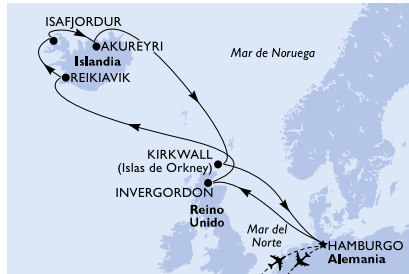 ISAFJORDUR
AKUREYRI
Islandia
REIKIAVIK
Mar de Noruega
KIRKWALL
(Islas de Orkney)
INVERGORDON
Reino
Unido
Mar del
Norte
HAMBURGO
Alemania